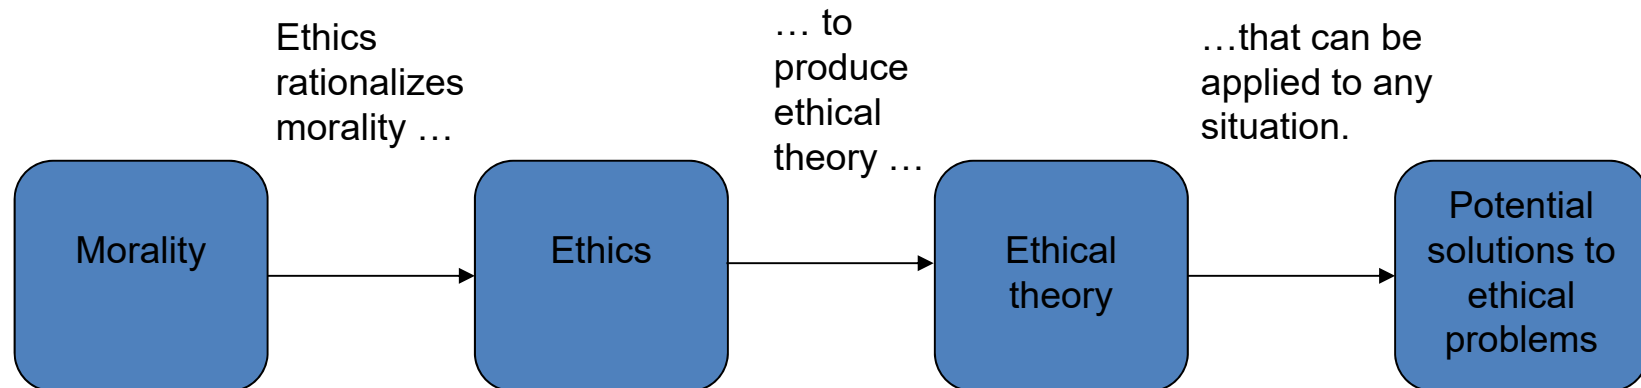 Ethics
rationalizes
morality …
… to
produce
ethical
theory …
…that can be
applied to any
situation.
Morality
Ethics
Ethical
theory
Potential
solutions to
ethical
problems